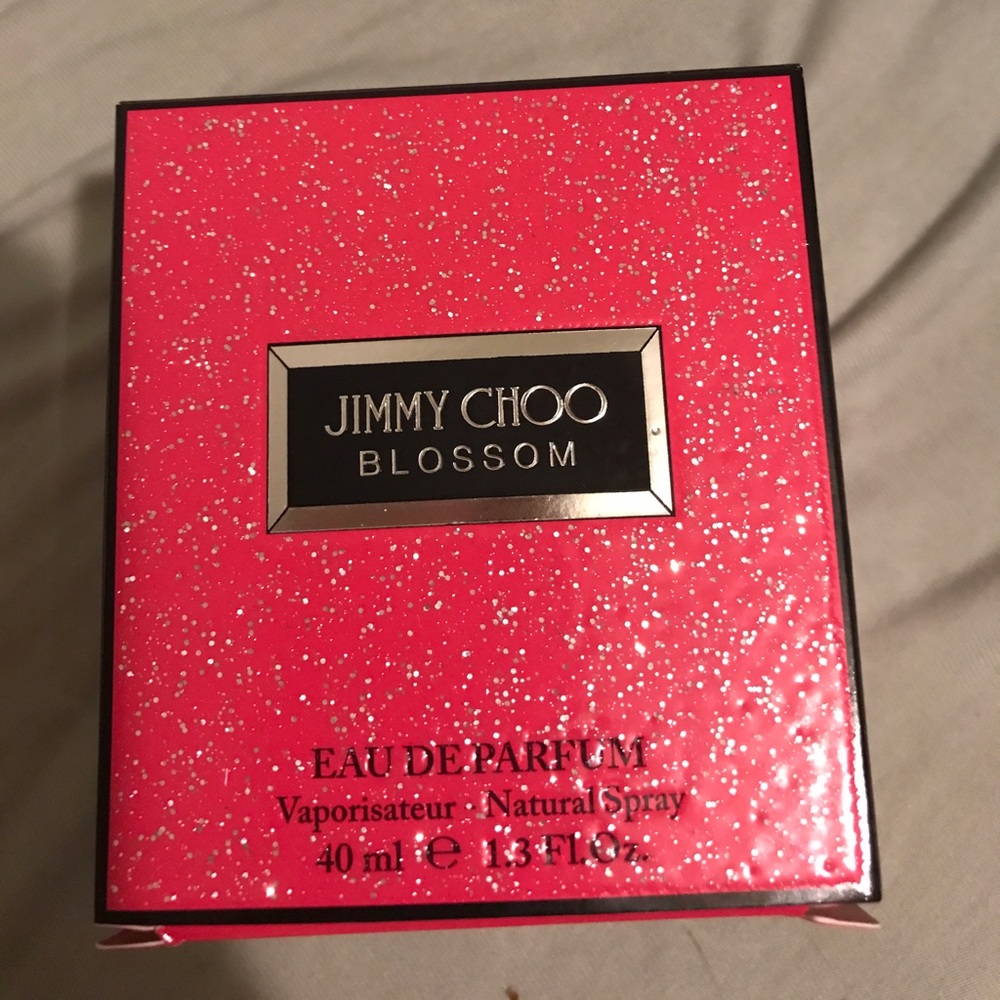 JIMMY CHOO
BLOSSOM
EAU DE PARFUM
Vaporisateur · Natural Spray
40 ml ℮ 1.3 Fl.Oz.